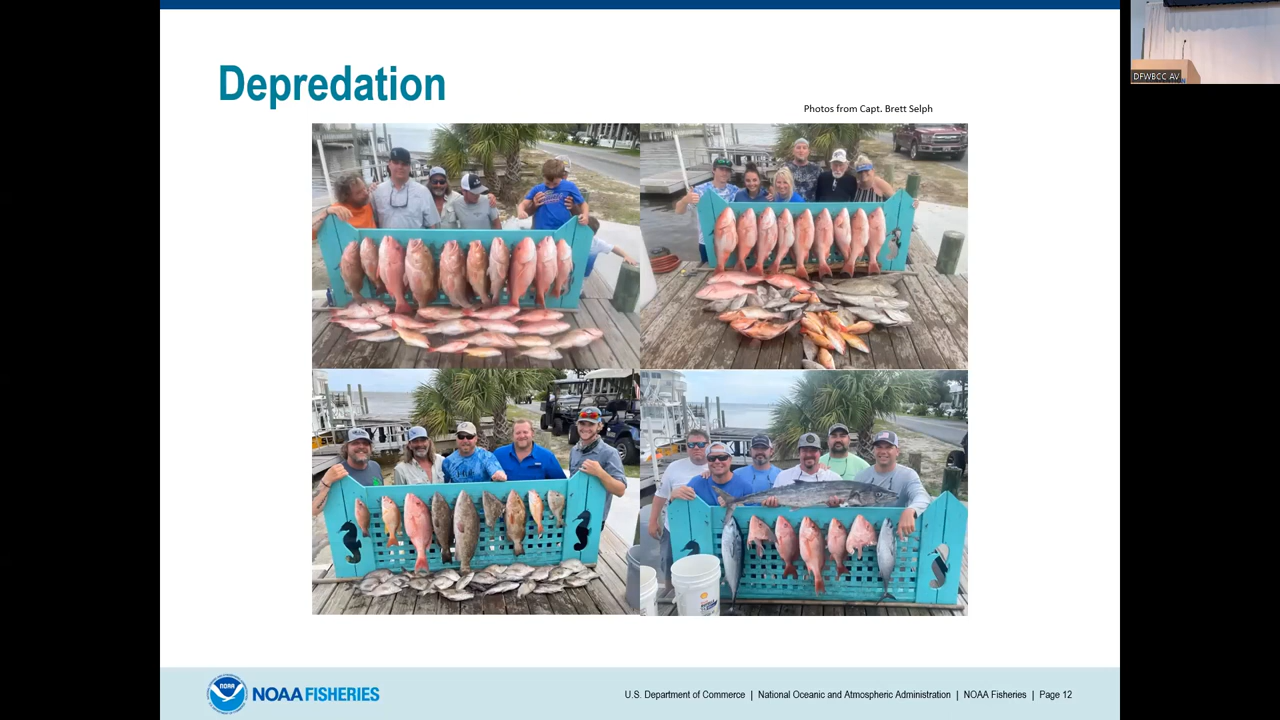 Depredation
Photos from Capt. Brett Selph
DFWBCC AV
NOAA
NOAA FISHERIES
U.S. Department of Commerce | National Oceanic and Atmospheric Administration | NOAA Fisheries | Page 12